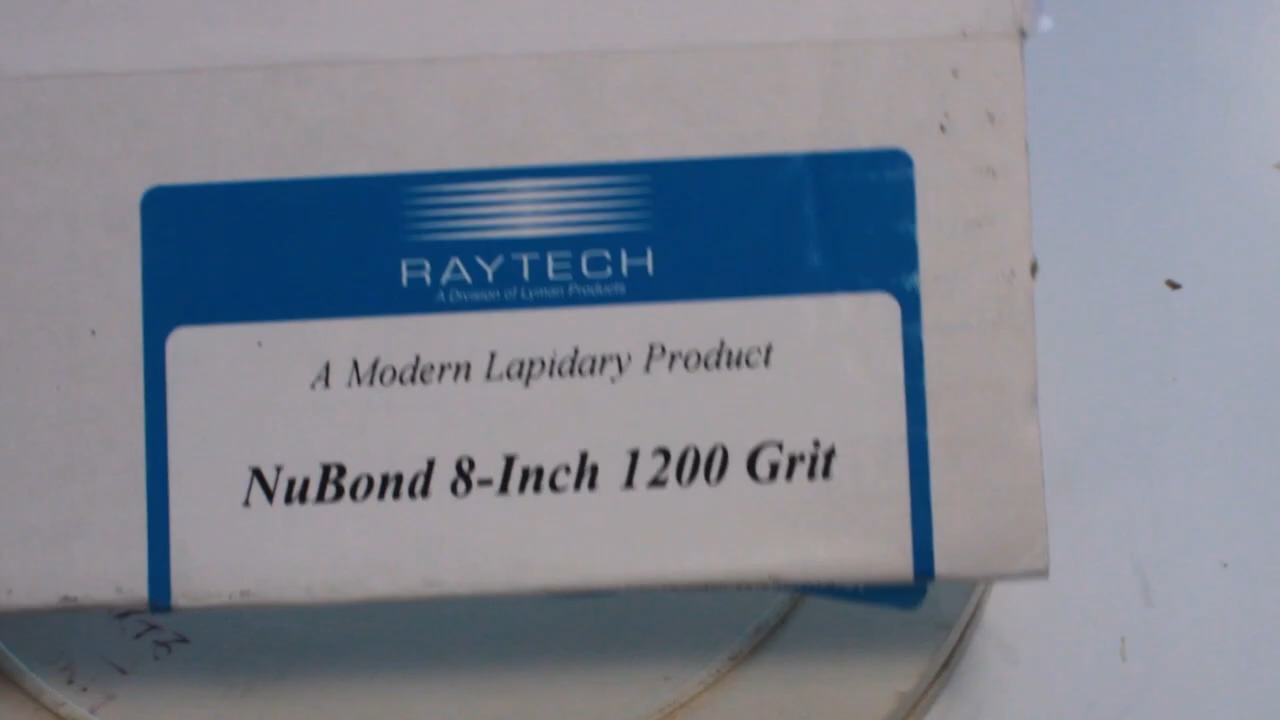 RAYTECH
A Division of Lyman Products
A Modern Lapidary Product
NuBond 8-Inch 1200 Grit